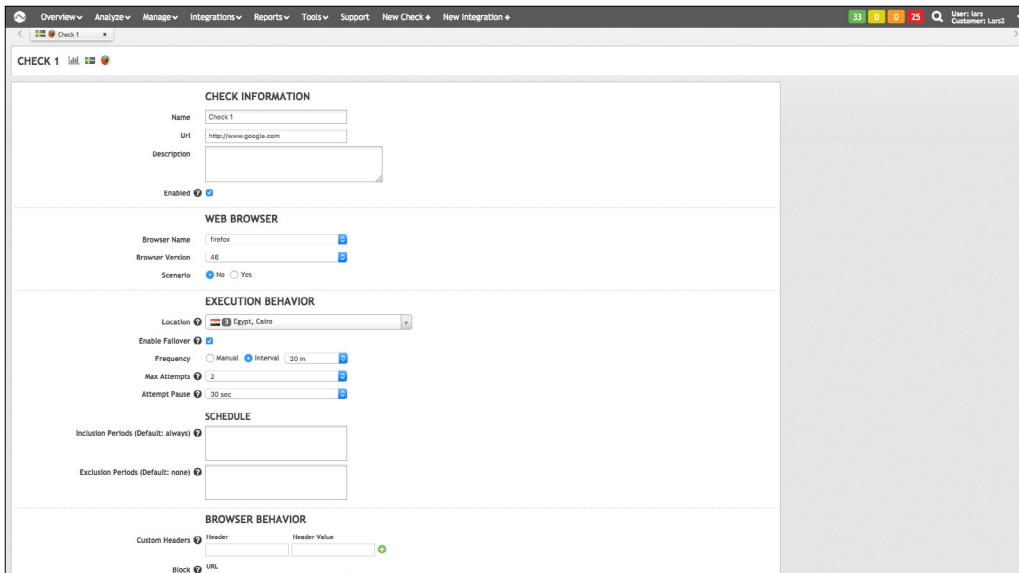 Overview Analyze Manage Integrations Reports Tools Support New Check + New Integration + 33 0 0 25 User: lars
Customer: Lars2
Check 1 x
CHECK 1
CHECK INFORMATION
Name Check 1
Url http://www.google.com
Description
Enabled ?
WEB BROWSER
Browser Name firefox
Browser Version 46
Scenario No Yes
EXECUTION BEHAVIOR
Location ? 3 Egypt, Cairo
Enable Failover ?
Frequency Manual Interval 20 m
Max Attempts ? 2
Attempt Pause ? 30 sec
SCHEDULE
Inclusion Periods (Default: always) ?
Exclusion Periods (Default: none) ?
BROWSER BEHAVIOR
Custom Headers ? Header Header Value
Block ? URL